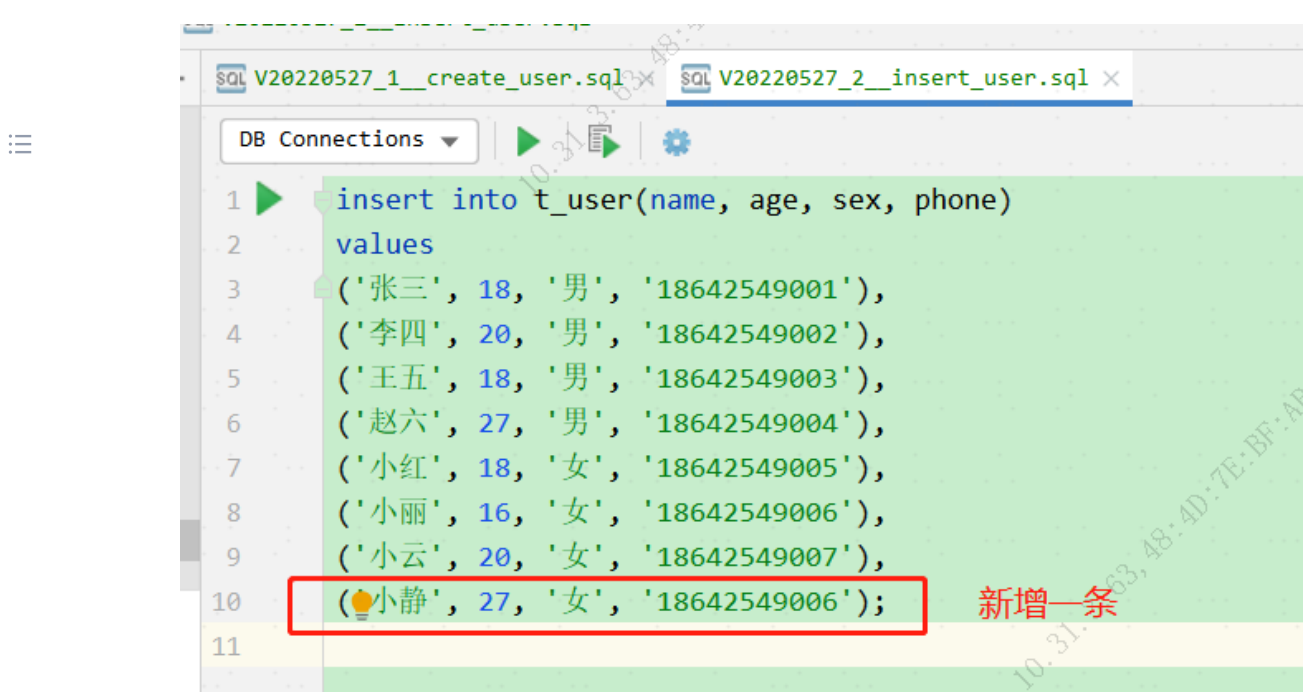 V20220527_1__create_user.sql V20220527_2__insert_user.sql
DB Connections
1 insert into t_user(name, age, sex, phone)
2 values
3 ('张三', 18, '男', '18642549001'),
4 ('李四', 20, '男', '18642549002'),
5 ('王五', 18, '男', '18642549003'),
6 ('赵六', 27, '男', '18642549004'),
7 ('小红', 18, '女', '18642549005'),
8 ('小丽', 16, '女', '18642549006'),
9 ('小云', 20, '女', '18642549007'),
10 ('小静', 27, '女', '18642549006'); 新增一条
11